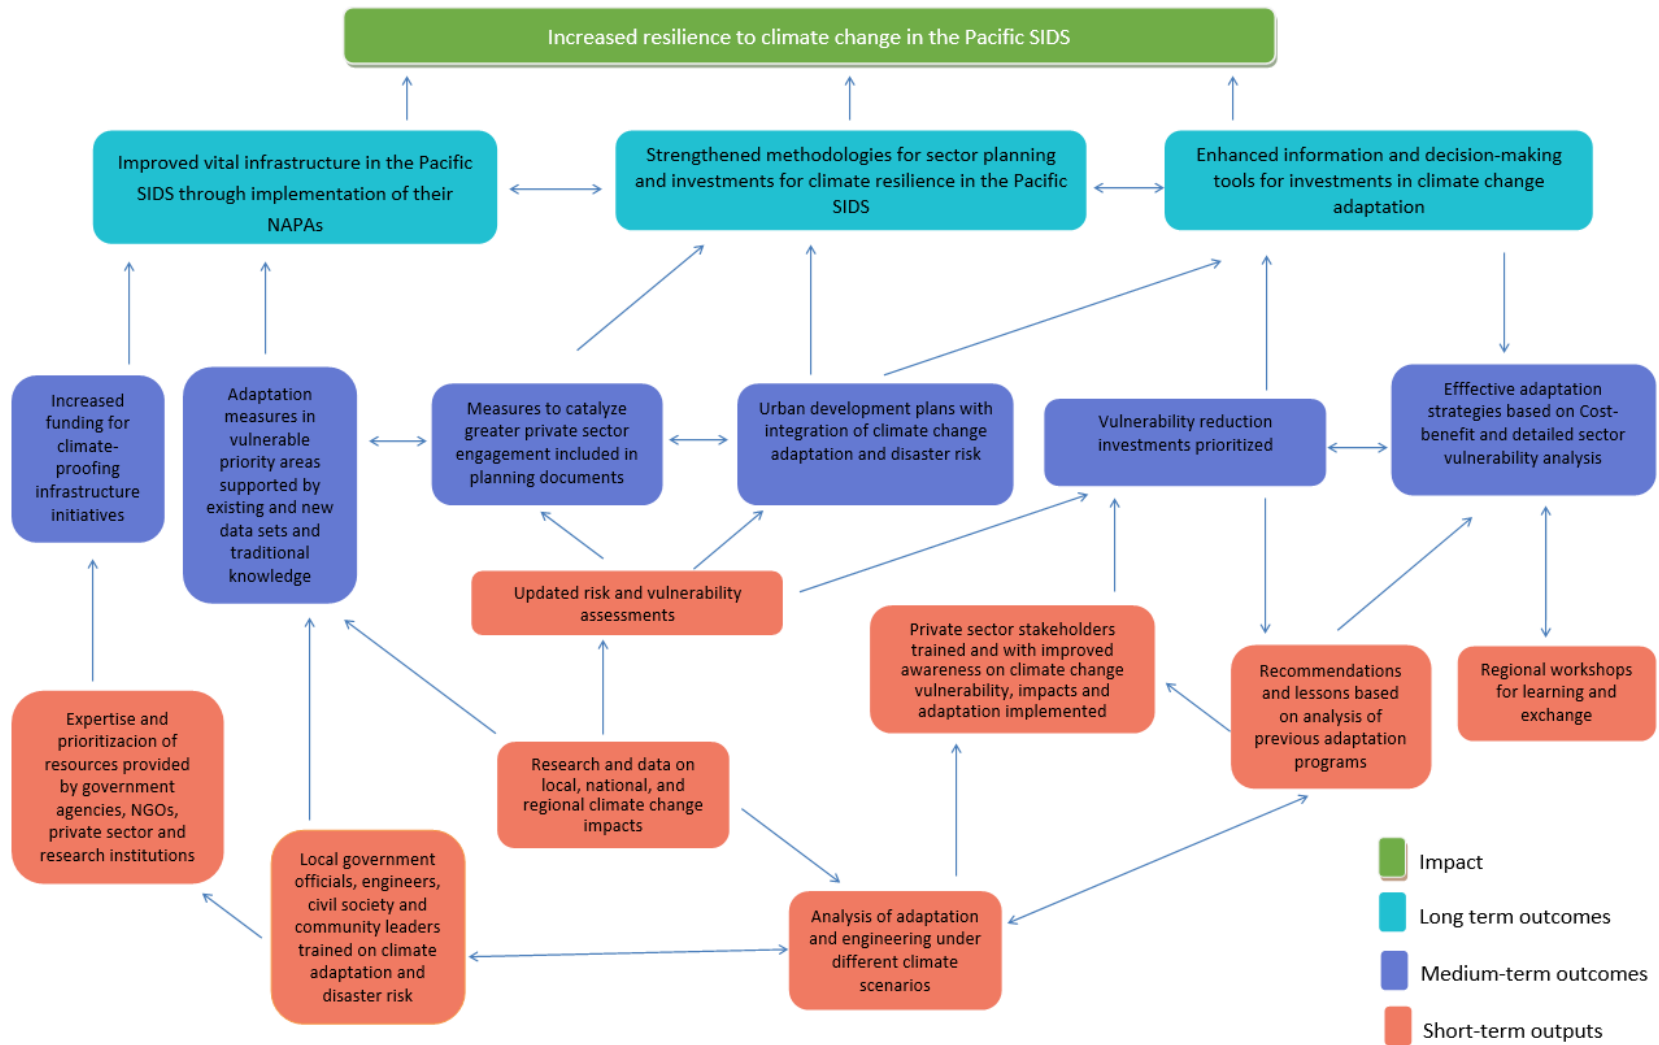 Increased resilience to climate change in the Pacific SIDS
Improved vital infrastructure in the Pacific
SIDS through implementation of their
NAPAs
Strengthened methodologies for sector planning
and investments for climate resilience in the Pacific
SIDS
Enhanced information and decision-making
tools for investments in climate change
adaptation
Increased
funding for
climate-
proofing
infrastructure
initiatives
Adaptation
measures in
vulnerable
priority areas
supported by
existing and new
data sets and
traditional
knowledge
Measures to catalyze
greater private sector
engagement included in
planning documents
Urban development plans with
integration of climate change
adaptation and disaster risk
Vulnerability reduction
investments prioritized
Efffective adaptation
strategies based on Cost-
benefit and detailed sector
vulnerability analysis
Updated risk and vulnerability
assessments
Private sector stakeholders
trained and with improved
awareness on climate change
vulnerability, impacts and
adaptation implemented
Recommendations
and lessons based
on analysis of
previous adaptation
programs
Regional workshops
for learning and
exchange
Expertise and
prioritizacion of
resources provided
by government
agencies, NGOs,
private sector and
research institutions
Research and data on
local, national, and
regional climate change
impacts
Local government
officials, engineers,
civil society and
community leaders
trained on climate
adaptation and
disaster risk
Analysis of adaptation
and engineering under
different climate
scenarios
Impact
Long term outcomes
Medium-term outcomes
Short-term outputs